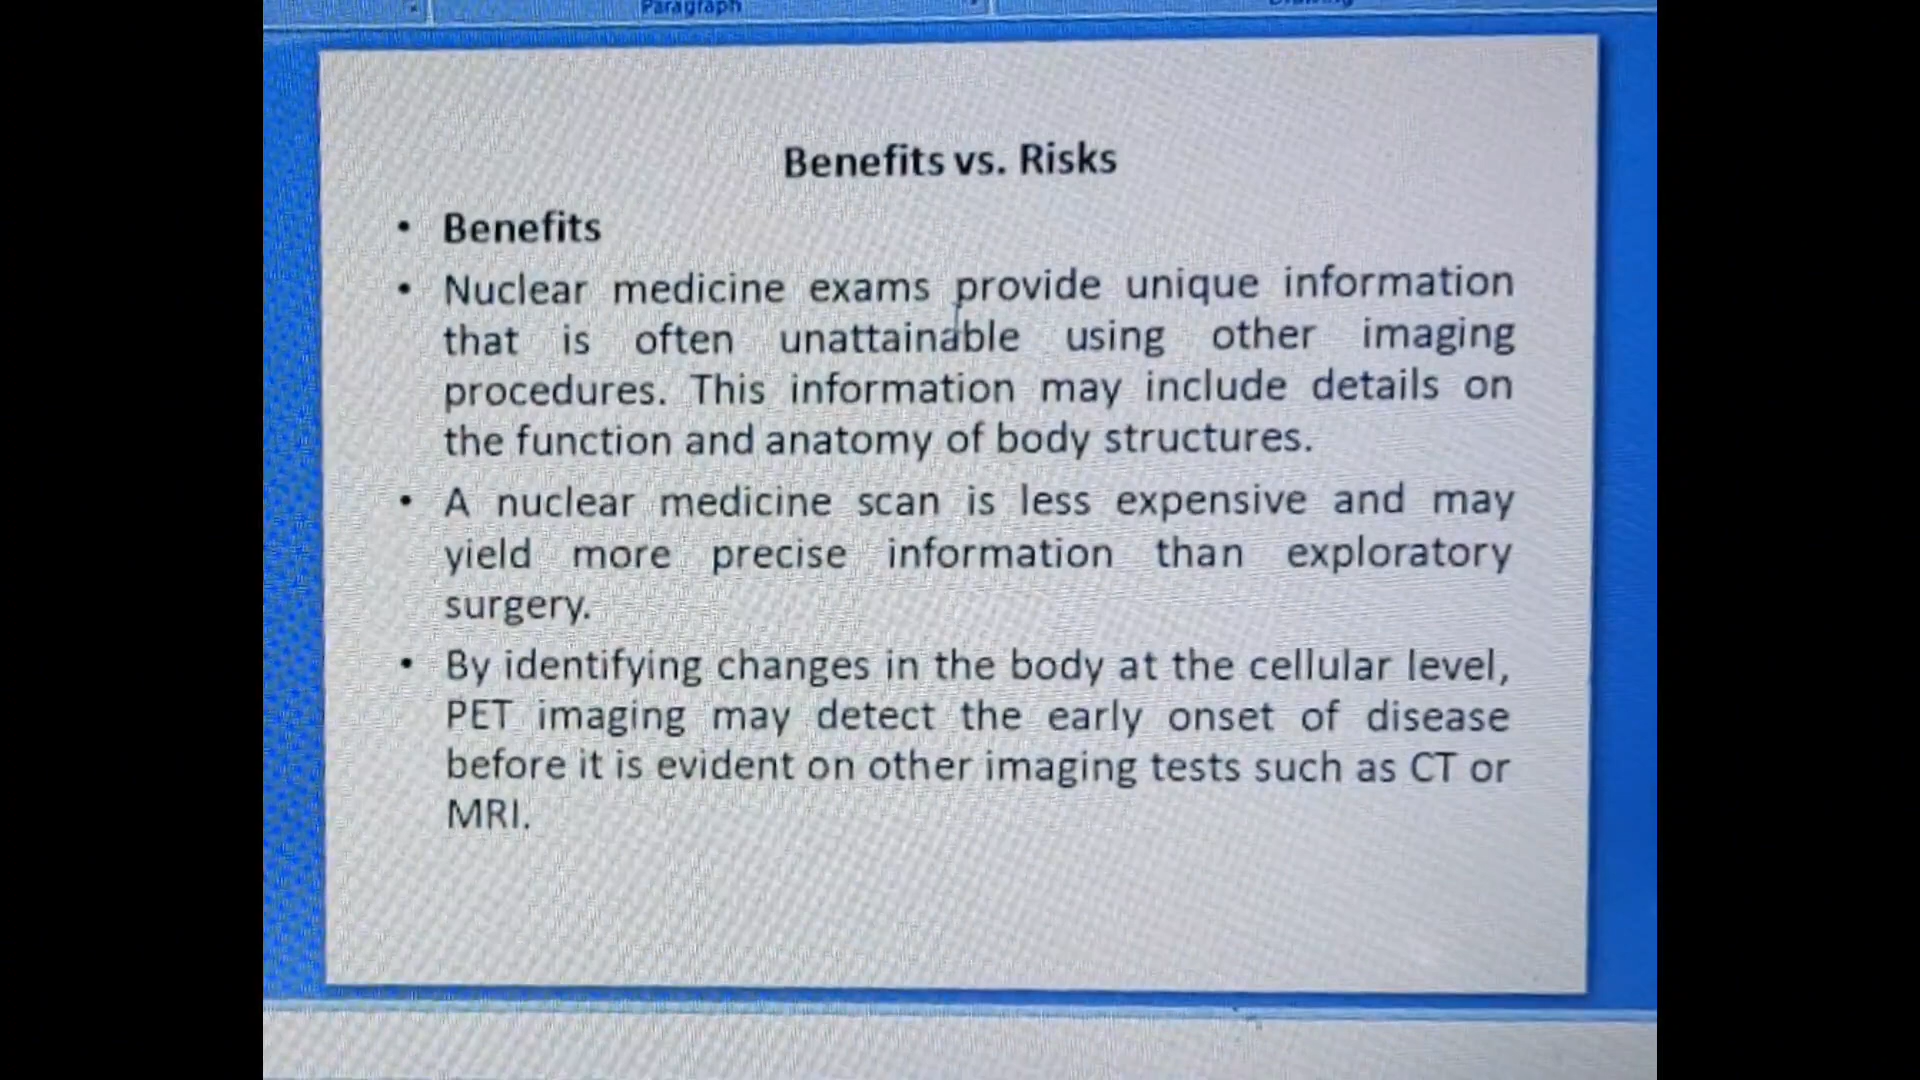 Paragraph
Benefits vs. Risks
• Benefits
• Nuclear medicine exams provide unique information
that is often unattainable using other imaging
procedures. This information may include details on
the function and anatomy of body structures.
• A nuclear medicine scan is less expensive and may
yield more precise information than exploratory
surgery.
• By identifying changes in the body at the cellular level,
PET imaging may detect the early onset of disease
before it is evident on other imaging tests such as CT or
MRI.